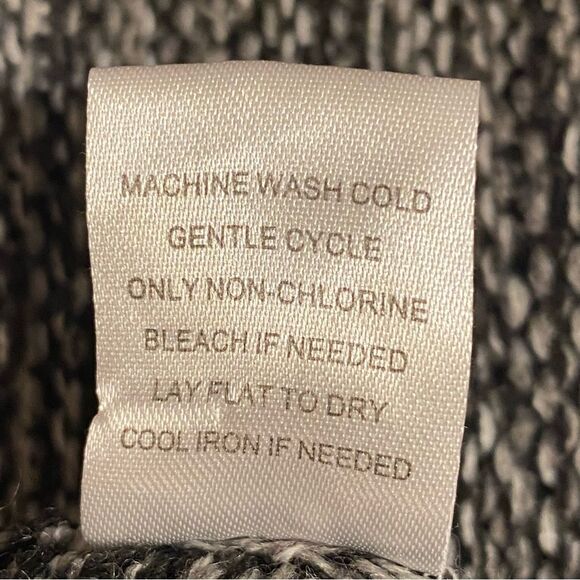 MACHINE WASH COLD
GENTLE CYCLE
ONLY NON-CHLORINE
BLEACH IF NEEDED
LAY FLAT TO DRY
COOL IRON IF NEEDED